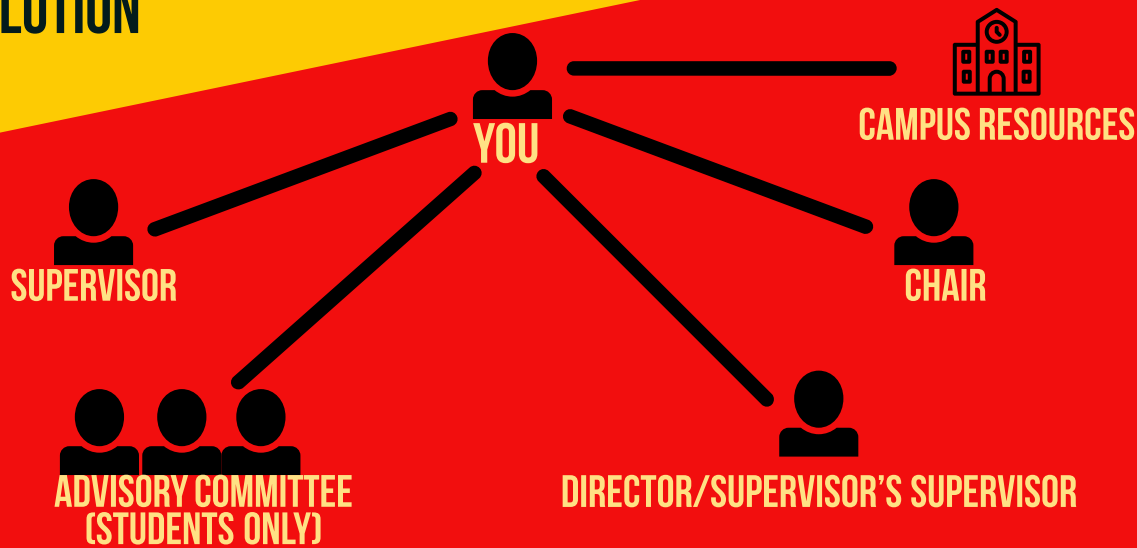 LUTION
YOU
CAMPUS RESOURCES
SUPERVISOR
CHAIR
ADVISORY COMMITTEE
(STUDENTS ONLY)
DIRECTOR/SUPERVISOR'S SUPERVISOR